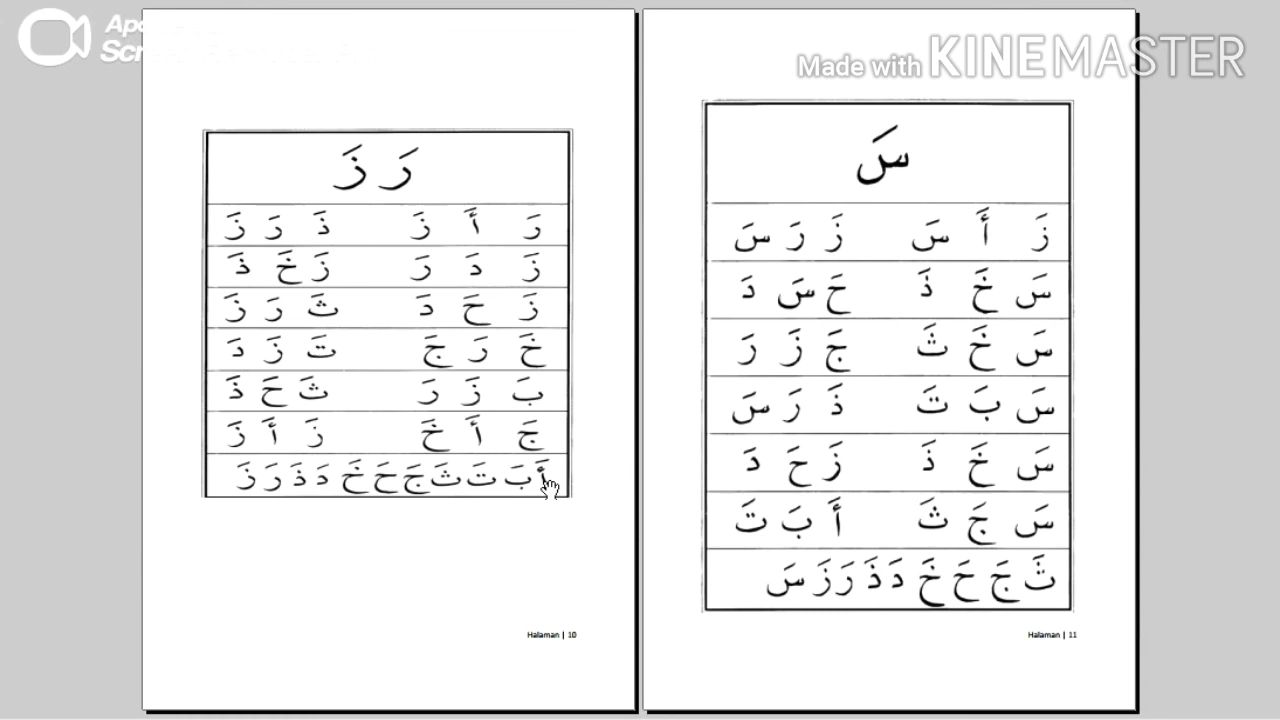 Made with KINEMASTER
رَ زَ
رَ أَ زَ ذَ رَ زَ
زَ دَ رَ زَ خَ ذَ
زَ حَ دَ ثَ رَ زَ
خَ رَ جَ تَ زَ دَ
بَ زَ رَ ثَ حَ ذَ
جَ أَ خَ زَ أَ زَ
أَ بَ تَ ثَ جَ حَ خَ دَ ذَ رَ زَ
Halaman | 10
سَ
زَ أَ سَ زَ رَ سَ
سَ خَ ذَ حَ سَ دَ
سَ خَ ثَ جَ زَ رَ
سَ بَ تَ ذَ رَ سَ
سَ خَ ذَ زَ حَ دَ
سَ جَ ثَ أَ بَ تَ
ثَ جَ حَ خَ دَ ذَ رَ زَ سَ
Halaman | 11